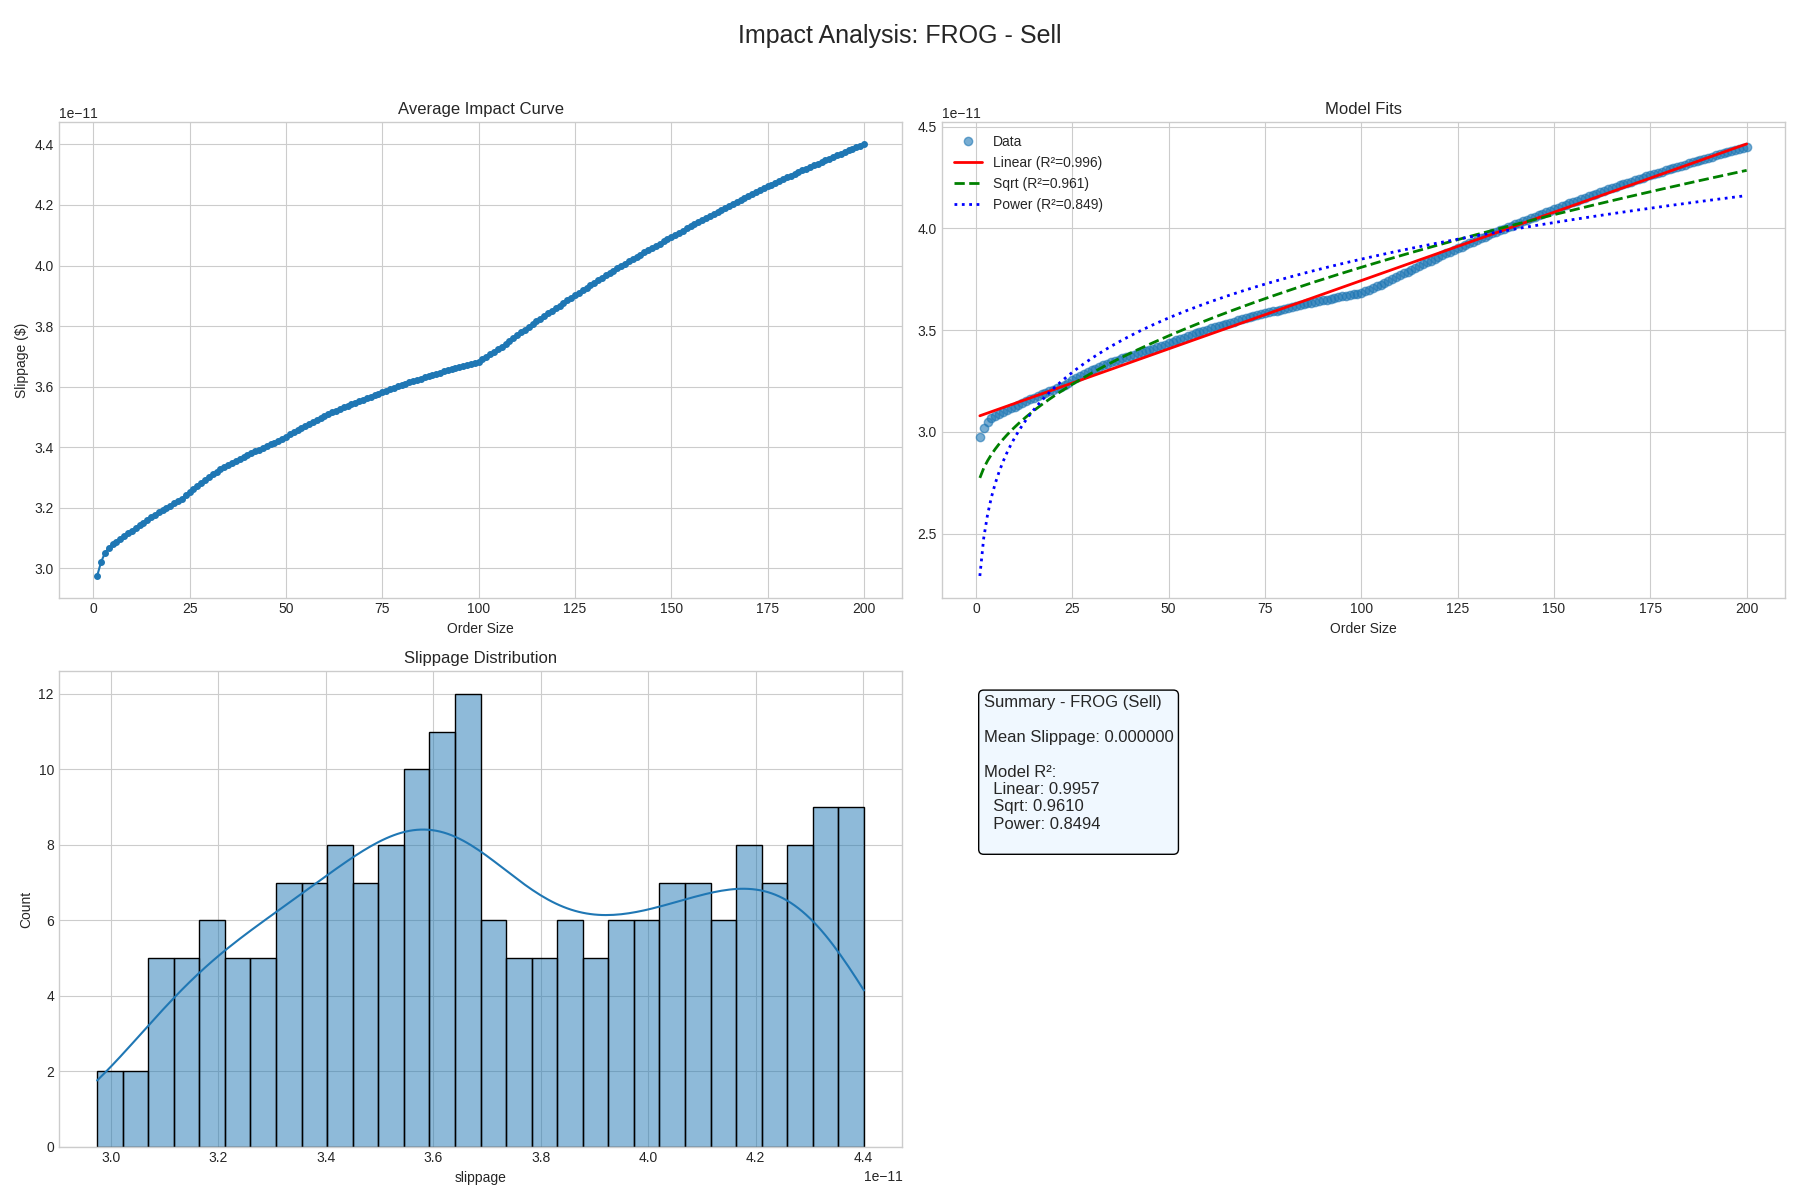 Impact Analysis: FROG - Sell
Average Impact Curve
1e−11
4.4
4.2
4.0
3.8
3.6
3.4
3.2
3.0
Slippage ($)
0 25 50 75 100 125 150 175 200
Order Size
Model Fits
1e−11
4.5
4.0
3.5
3.0
2.5
Data
Linear (R²=0.996)
Sqrt (R²=0.961)
Power (R²=0.849)
0 25 50 75 100 125 150 175 200
Order Size
Slippage Distribution
12
10
8
6
4
2
0
Count
3.0 3.2 3.4 3.6 3.8 4.0 4.2 4.4
1e−11
slippage
Summary - FROG (Sell)
Mean Slippage: 0.000000
Model R²:
Linear: 0.9957
Sqrt: 0.9610
Power: 0.8494